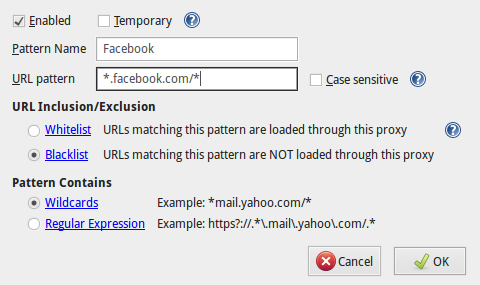 Enabled Temporary ?
Pattern Name Facebook
URL pattern *.facebook.com/* Case sensitive ?
URL Inclusion/Exclusion
Whitelist URLs matching this pattern are loaded through this proxy ?
Blacklist URLs matching this pattern are NOT loaded through this proxy
Pattern Contains
Wildcards Example: *mail.yahoo.com/*
Regular Expression Example: https?://.*\.mail\.yahoo\.com/.*
Cancel OK